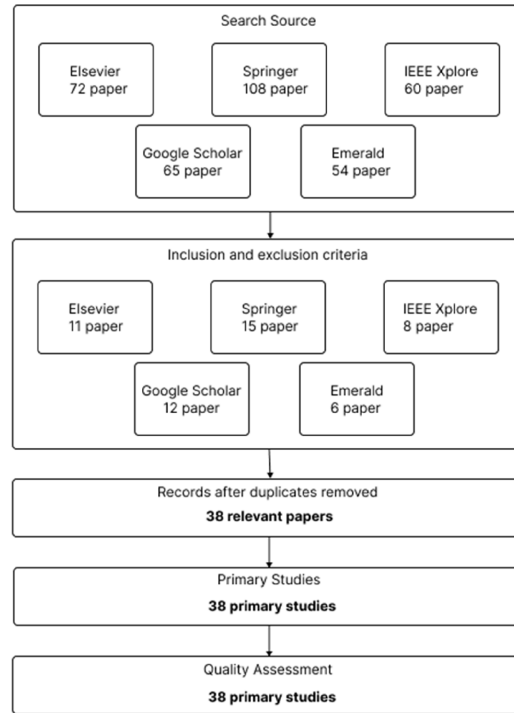 Search Source
Elsevier
72 paper
Springer
108 paper
IEEE Xplore
60 paper
Google Scholar
65 paper
Emerald
54 paper
Inclusion and exclusion criteria
Elsevier
11 paper
Springer
15 paper
IEEE Xplore
8 paper
Google Scholar
12 paper
Emerald
6 paper
Records after duplicates removed
38 relevant papers
Primary Studies
38 primary studies
Quality Assessment
38 primary studies